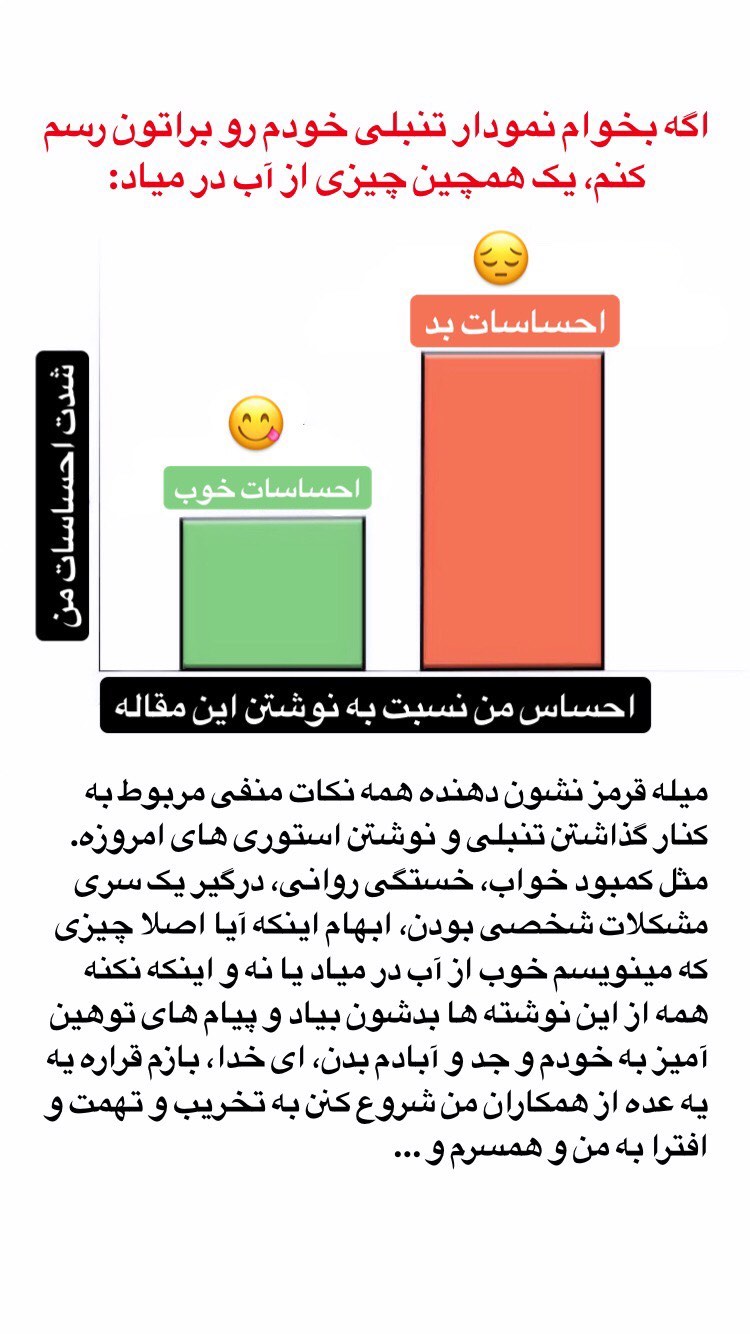 اگه بخوام نمودار تنبلی خودم رو براتون رسم
کنم، یک همچین چیزی از آب در میاد:
احساسات بد
احساسات خوب
شدت احساسات من
احساس من نسبت به نوشتن این مقاله
میله قرمز نشون دهنده همه نکات منفی مربوط به
کنار گذاشتن تنبلی و نوشتن استوری های امروزه.
مثل کمبود خواب، خستگی روانی، درگیر یک سری
مشکلات شخصی بودن، ابهام اینکه آیا اصلا چیزی
که مینویسم خوب از آب در میاد یا نه و اینکه نکنه
همه از این نوشته ها بدشون بیاد و پیام های توهین
آمیز به خودم و جد و آبادم بدن، ای خدا، بازم قراره یه
یه عده از همکاران من شروع کنن به تخریب و تهمت و
افترا به من و همسرم و ...